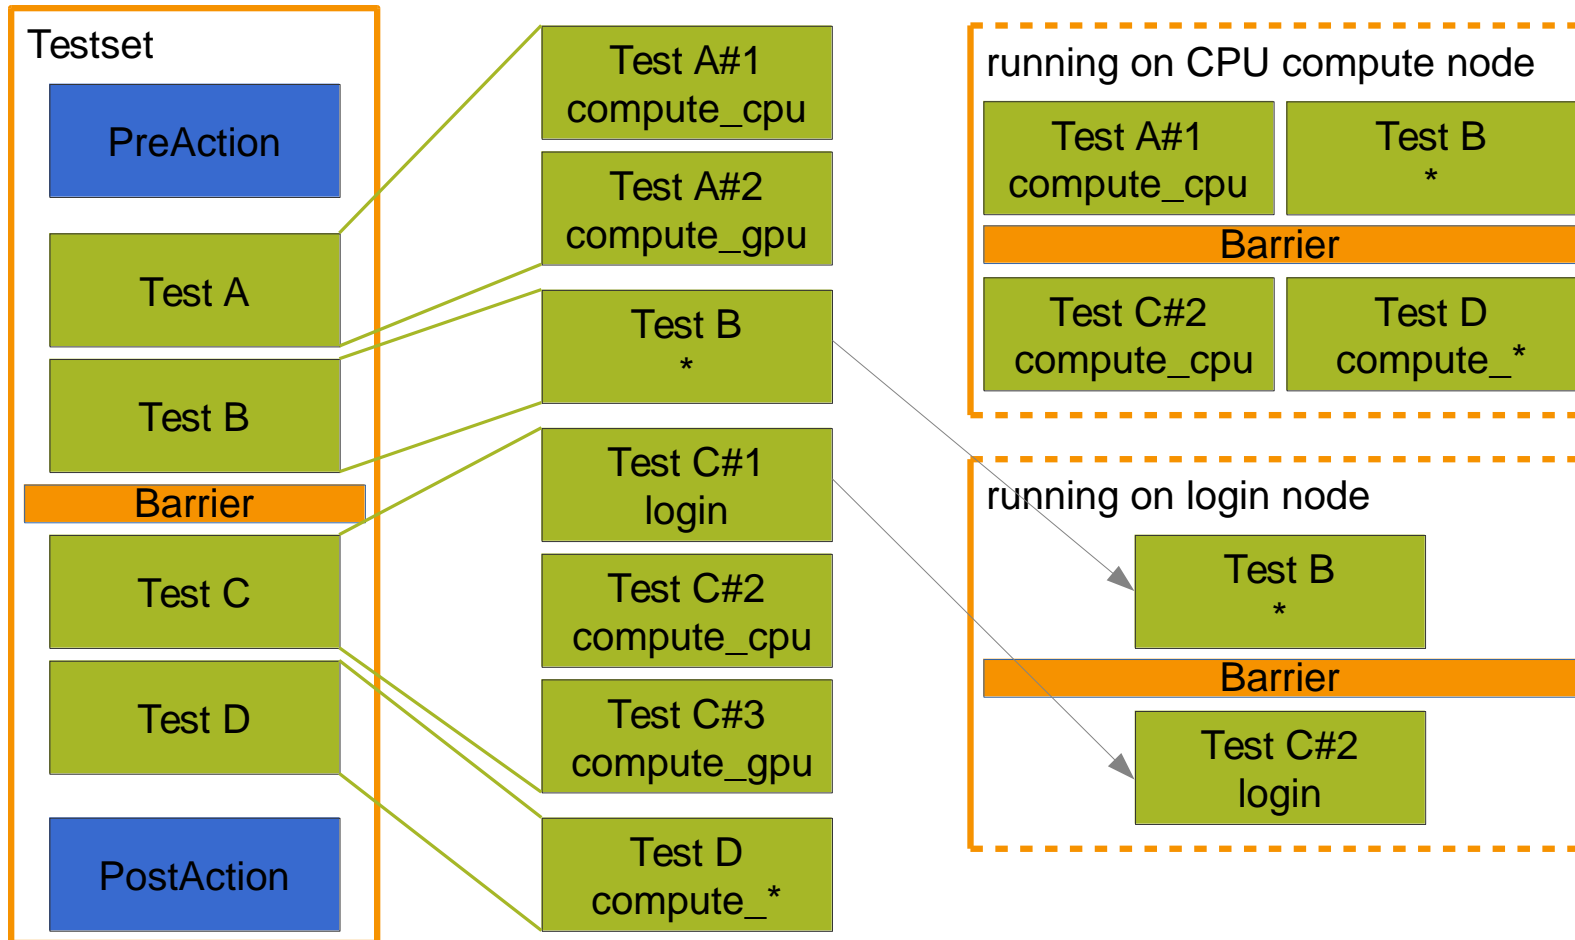 Testset
PreAction
Test A
Test B
Barrier
Test C
Test D
PostAction
Test A#1
compute_cpu
Test A#2
compute_gpu
Test B
*
Test C#1
login
Test C#2
compute_cpu
Test C#3
compute_gpu
Test D
compute_*
running on CPU compute node
Test A#1
compute_cpu
Test B
*
Barrier
Test C#2
compute_cpu
Test D
compute_*
running on login node
Test B
*
Barrier
Test C#2
login